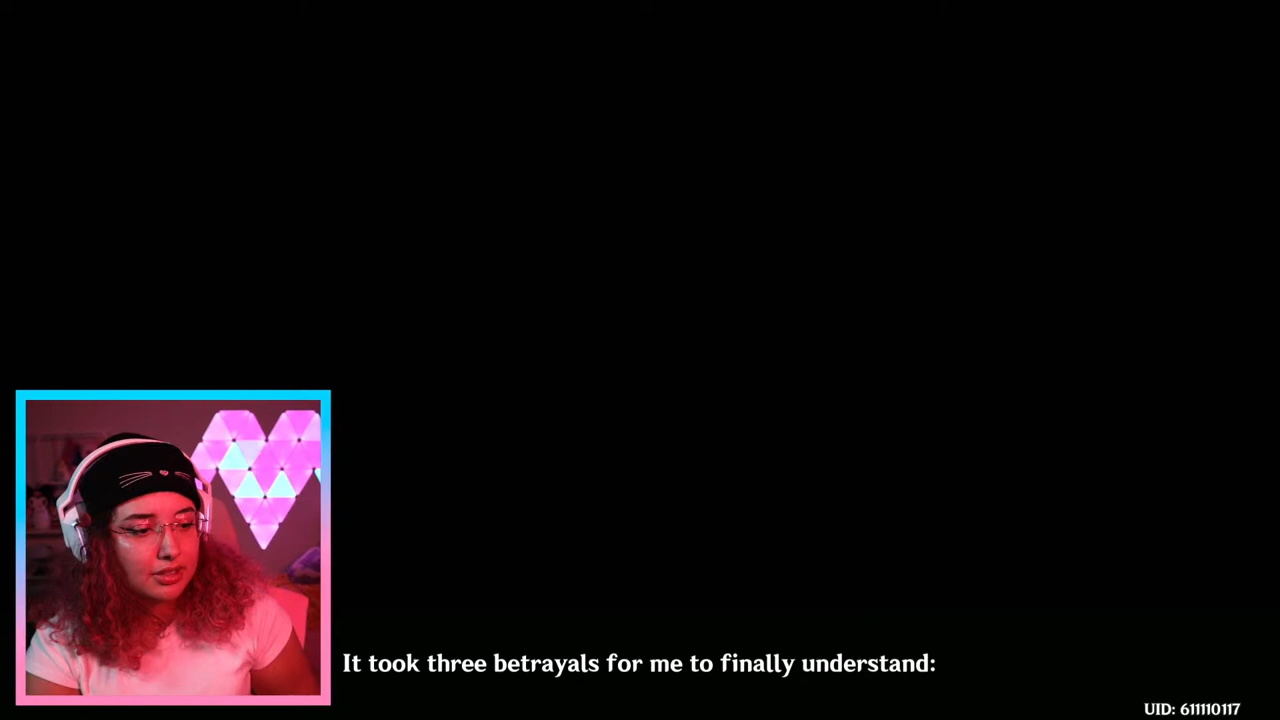 It took three betrayals for me to finally understand:
UID: 611110117